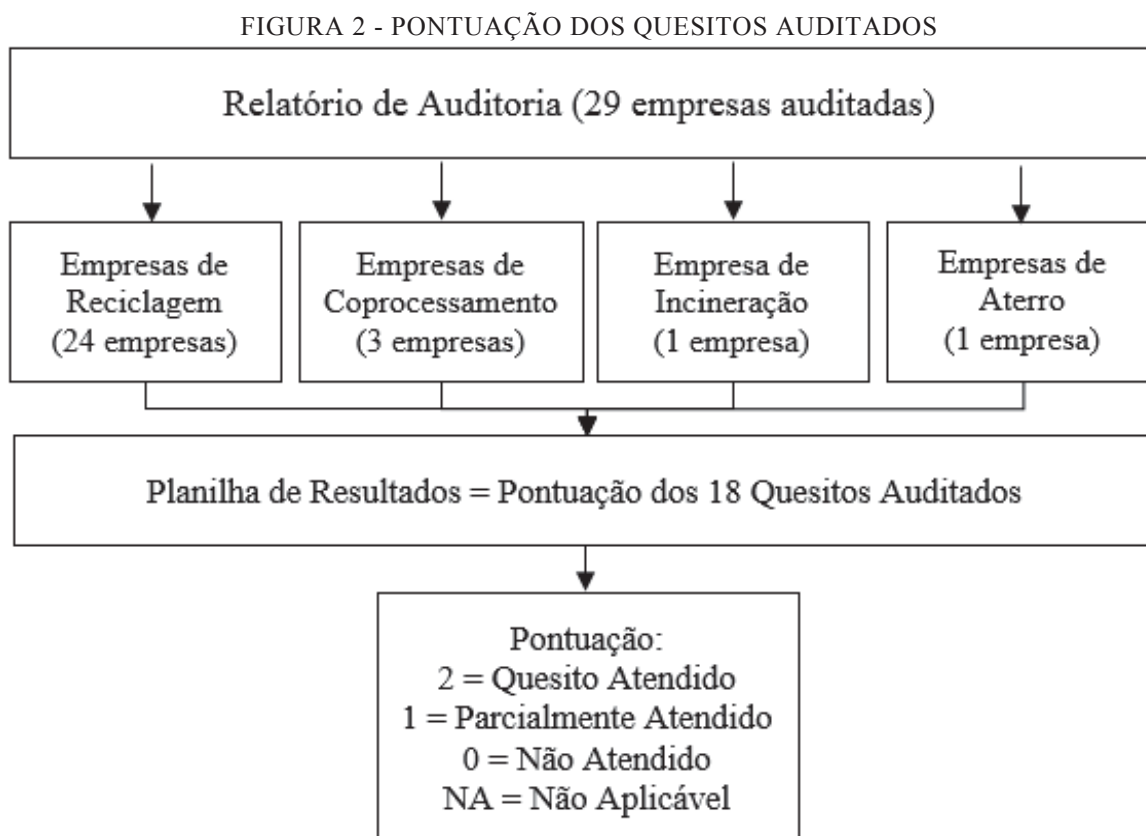 FIGURA 2 - PONTUAÇÃO DOS QUESITOS AUDITADOS
Relatório de Auditoria (29 empresas auditadas)
Empresas de
Reciclagem
(24 empresas)
Empresas de
Coprocessamento
(3 empresas)
Empresa de
Incineração
(1 empresa)
Empresas de
Aterro
(1 empresa)
Planilha de Resultados = Pontuação dos 18 Quesitos Auditados
Pontuação:
2 = Quesito Atendido
1 = Parcialmente Atendido
0 = Não Atendido
NA = Não Aplicável